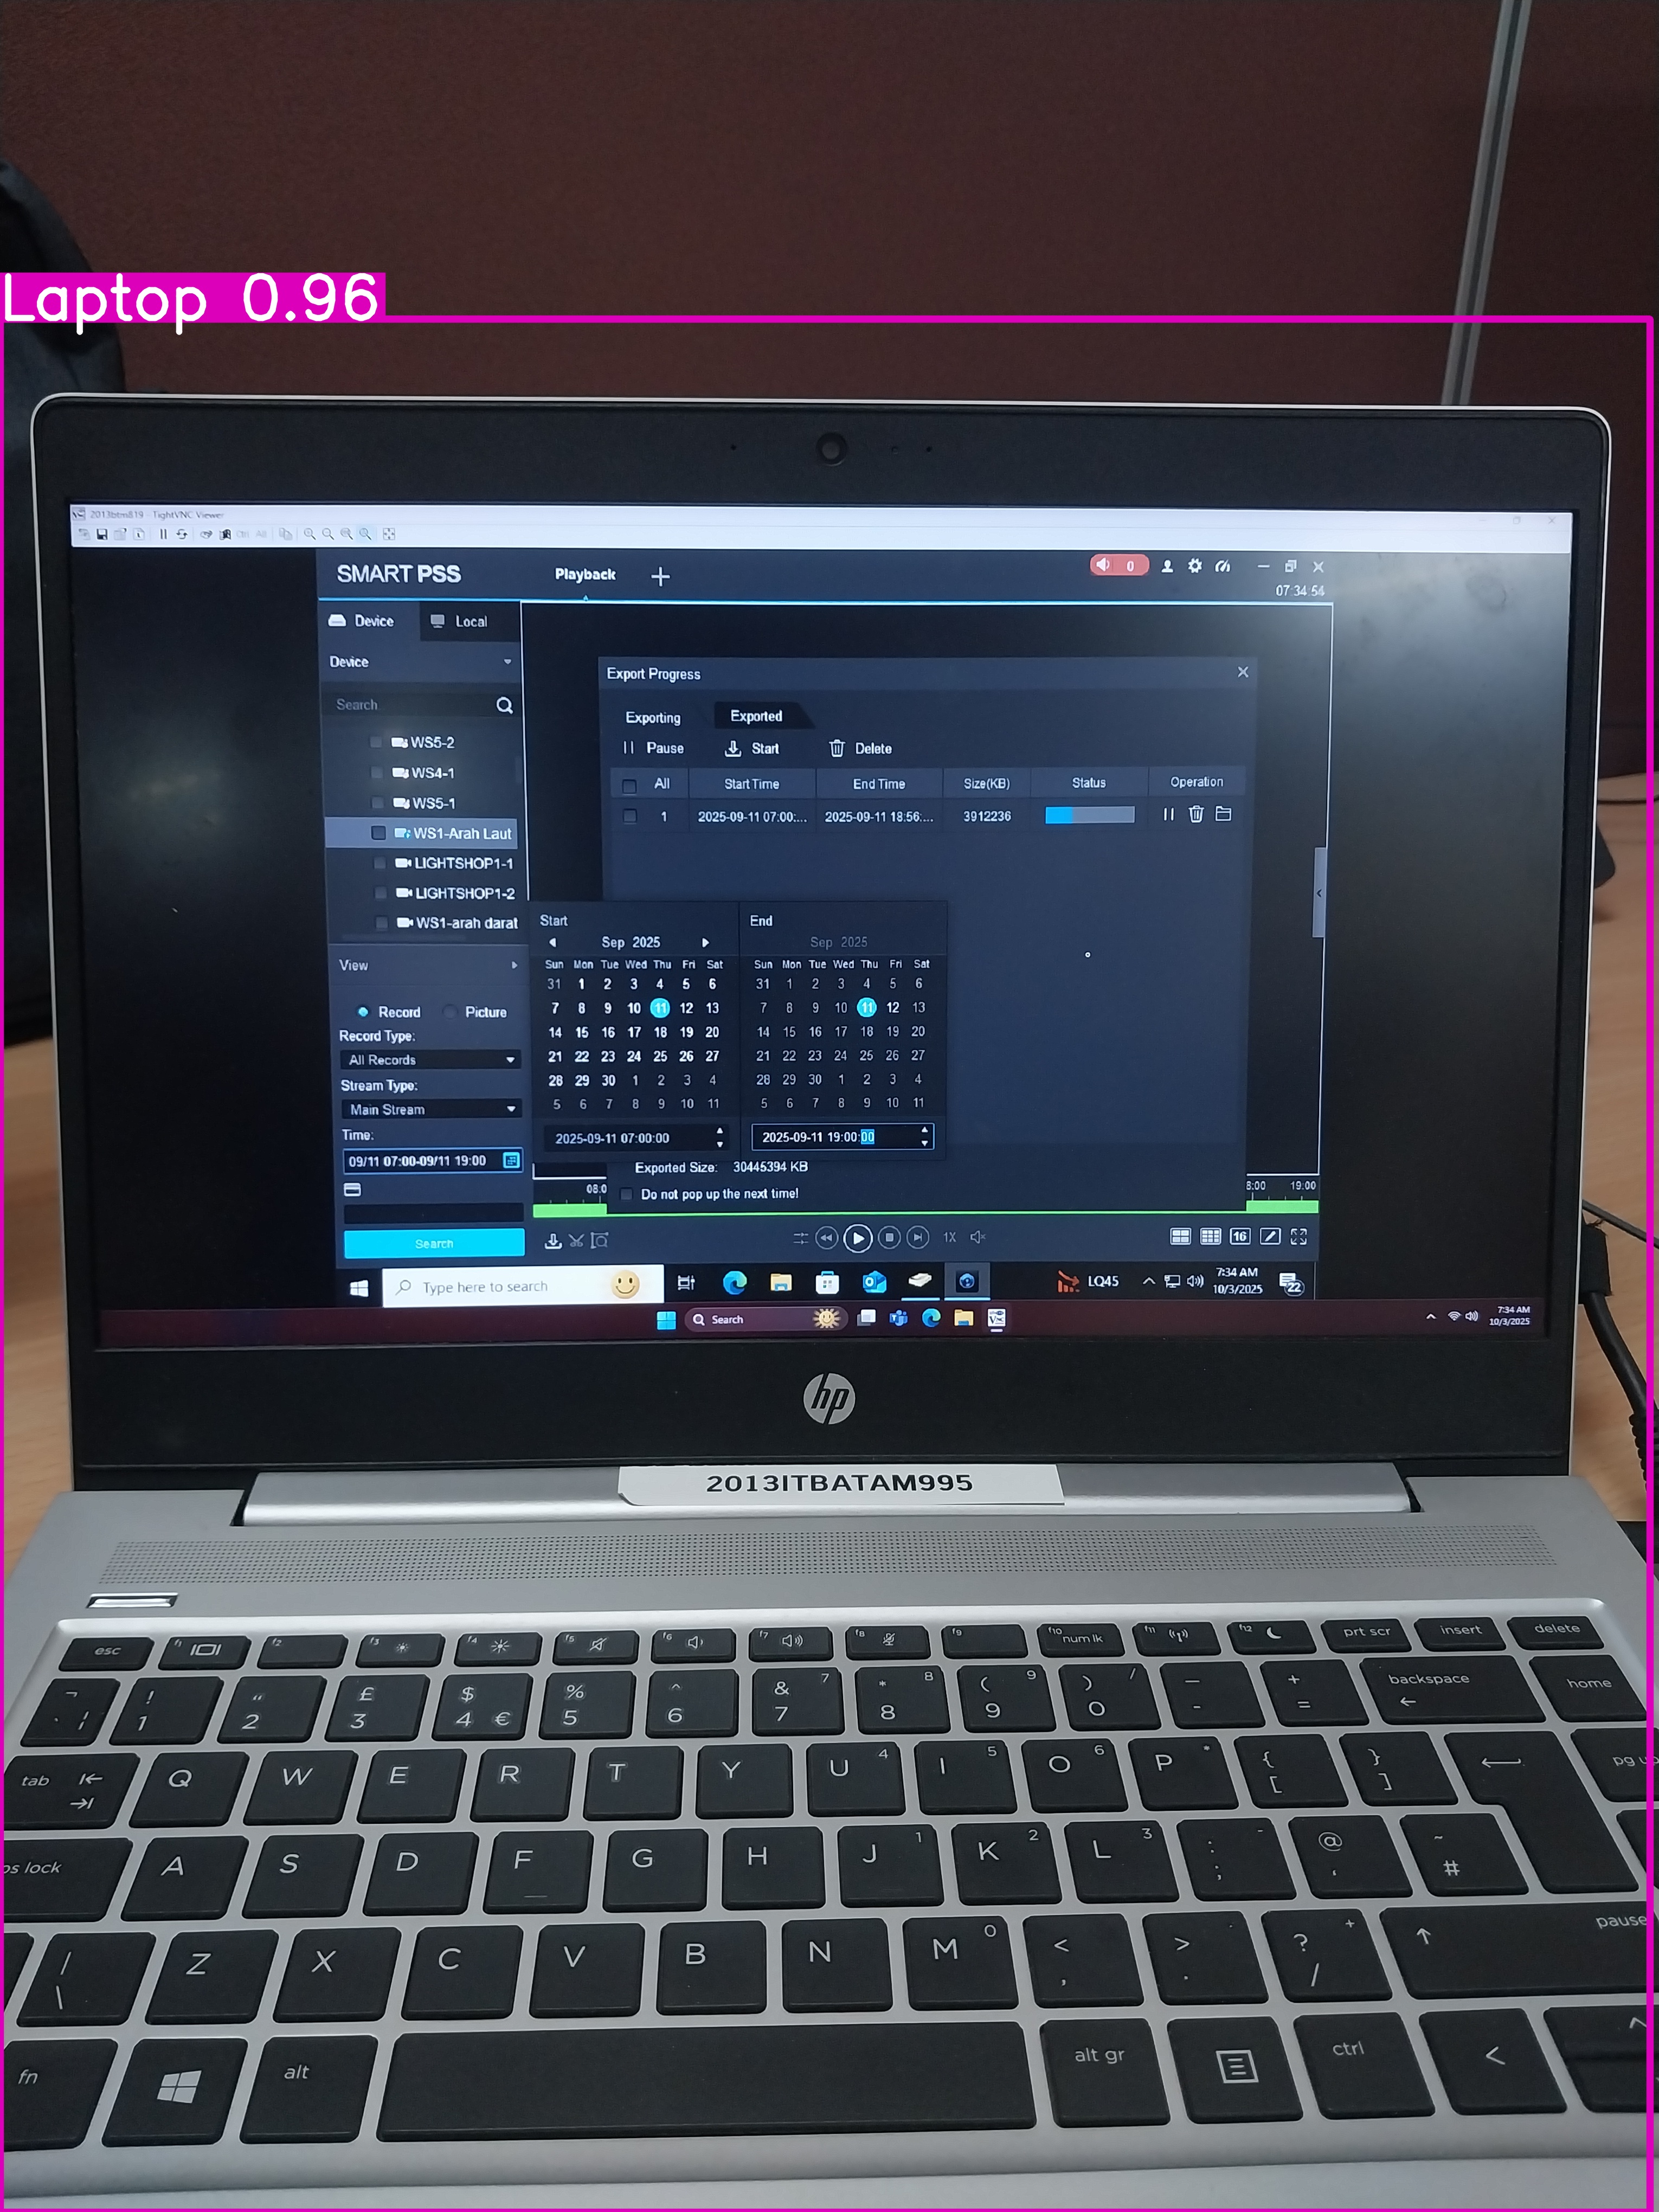 Laptop 0.96
2013btm819 - TightVNC Viewer
SMART PSS
Playback
0
07:34:54
Device
Local
Device
Search
WS5-2
WS4-1
WS5-1
WS1-Arah Laut
LIGHTSHOP1-1
LIGHTSHOP1-2
WS1-arah darat
View
Record Picture
Record Type:
All Records
Stream Type:
Main Stream
Time:
09/11 07:00-09/11 19:00
Search
Export Progress
Exporting Exported
Pause Start Delete
All Start Time End Time Size(KB) Status Operation
1 2025-09-11 07:00:... 2025-09-11 18:56:... 3912236
Start
Sep 2025
Sun Mon Tue Wed Thu Fri Sat
31 1 2 3 4 5 6
7 8 9 10 11 12 13
14 15 16 17 18 19 20
21 22 23 24 25 26 27
28 29 30 1 2 3 4
5 6 7 8 9 10 11
2025-09-11 07:00:00
End
Sep 2025
Sun Mon Tue Wed Thu Fri Sat
31 1 2 3 4 5 6
7 8 9 10 11 12 13
14 15 16 17 18 19 20
21 22 23 24 25 26 27
28 29 30 1 2 3 4
5 6 7 8 9 10 11
2025-09-11 19:00:00
Exported Size: 30445394 KB
Do not pop up the next time!
08:0
8:00 19:00
1X
16
Type here to search
LQ45
7:34 AM
10/3/2025
22
Search
7:34 AM
10/3/2025
hp
2013ITBATAM995
esc f1 f2 f3 f4 f5 f6 f7 f8 f9 f10 num lk f11 f12 prt scr insert delete
¬ ` ¦ ! 1 " 2 £ 3 $ 4 € % 5 ^ 6 & 7 7 * 8 8 ( 9 9 ) 0 / _ - + = backspace home
tab Q W E R T Y U 4 I 5 O 6 P * { [ } ] pg u
ps lock A S D F G H J 1 K 2 L 3 : ; - @ ' ~ #
| \ Z X C V B N M 0 < , > . . ? / + pause
fn alt alt gr ctrl <